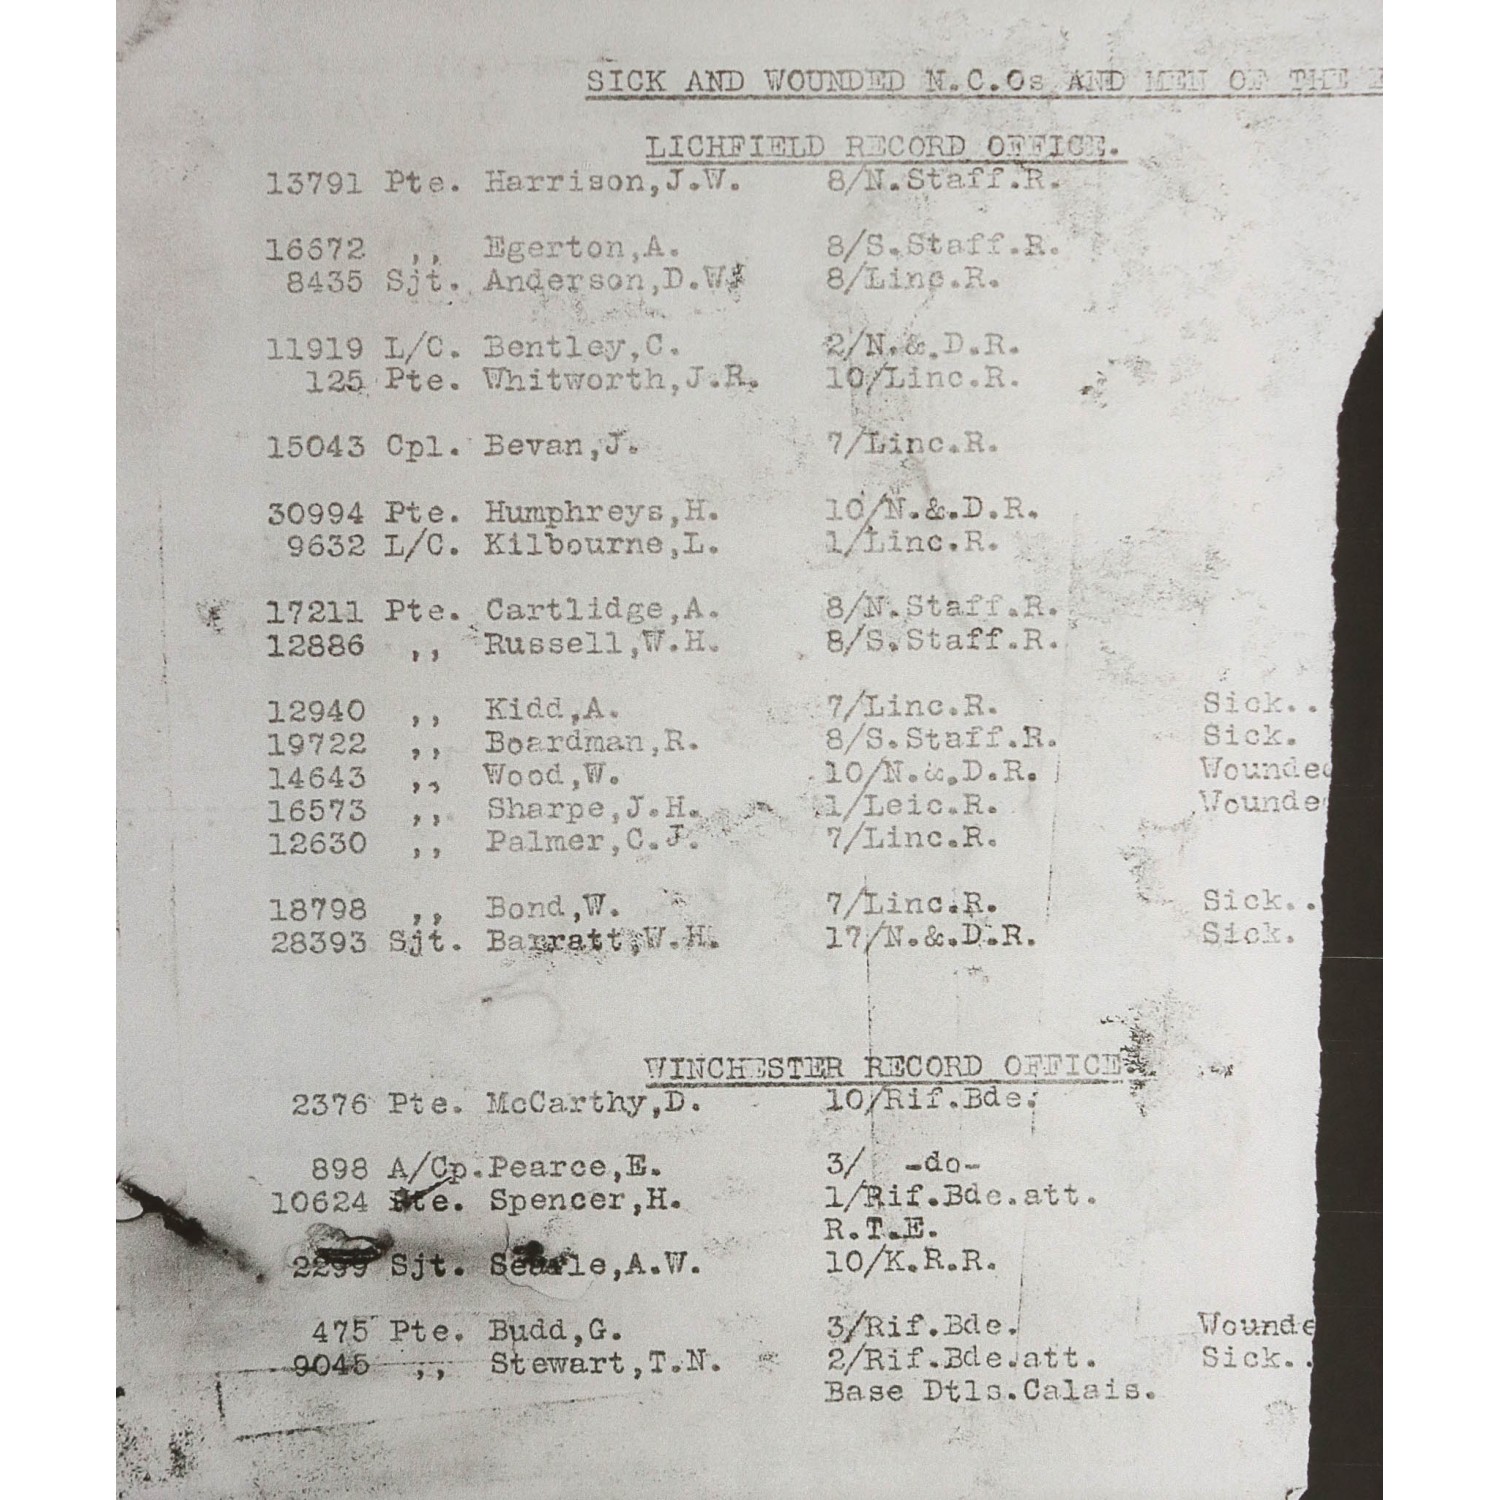 SICK AND WOUNDED N.C.Os AND MEN OF THE
LICHFIELD RECORD OFFICE.
13791 Pte. Harrison,J.W. 8/N.Staff.R.
16672 ,, Egerton,A. 8/S.Staff.R.
8435 Sjt. Anderson,D.W. 8/Linc.R.
11919 L/C. Bentley,C. 2/N.&.D.R.
125 Pte. Whitworth,J.R. 10/Linc.R.
15043 Cpl. Bevan,J. 7/Linc.R.
30994 Pte. Humphreys,H. 10/N.&.D.R.
9632 L/C. Kilbourne,L. 1/Linc.R.
17211 Pte. Cartlidge,A. 8/N.Staff.R.
12886 ,, Russell,W.H. 8/S.Staff.R.
12940 ,, Kidd,A. 7/Linc.R. Sick..
19722 ,, Boardman,R. 8/S.Staff.R. Sick.
14643 ,, Wood,W. 10/N.&.D.R. Wounded
16573 ,, Sharpe,J.H. 1/Leic.R. Wounde
12630 ,, Palmer,C.J. 7/Linc.R.
18798 ,, Bond,W. 7/Linc.R. Sick..
28393 Sjt. Barratt,W.H. 17/N.&.D.R. Sick.
WINCHESTER RECORD OFFICE
2376 Pte. McCarthy,D. 10/Rif.Bde.
898 A/Cp.Pearce,E. 3/ -do-
10624 Pte. Spencer,H. 1/Rif.Bde.att.
R.T.E.
2299 Sjt. Searle,A.W. 10/K.R.R.
475 Pte. Budd,G. 3/Rif.Bde. Wounde
9045 ,, Stewart,T.N. 2/Rif.Bde.att. Sick..
Base Dtls.Calais.